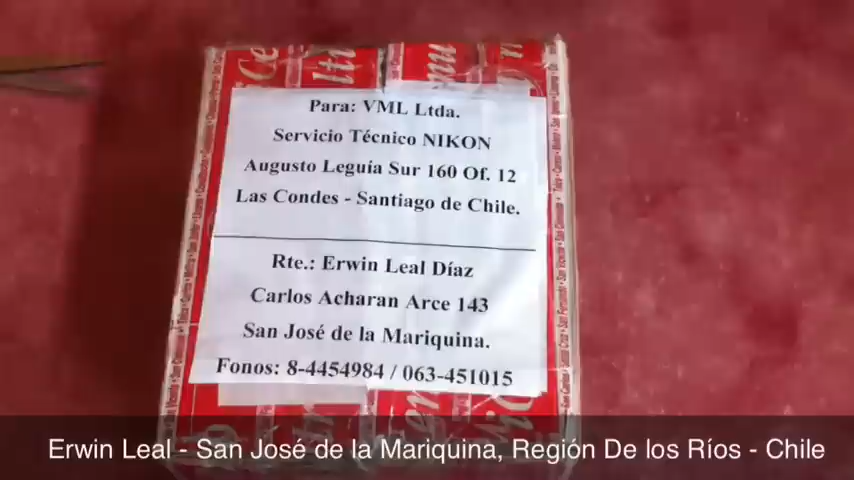 Para: VML Ltda.
Servicio Técnico NIKON
Augusto Leguía Sur 160 Of. 12
Las Condes - Santiago de Chile.
Rte.: Erwin Leal Díaz
Carlos Acharan Arce 143
San José de la Mariquina.
Fonos: 8-4454984 / 063-451015
Erwin Leal - San José de la Mariquina, Región De los Ríos - Chile